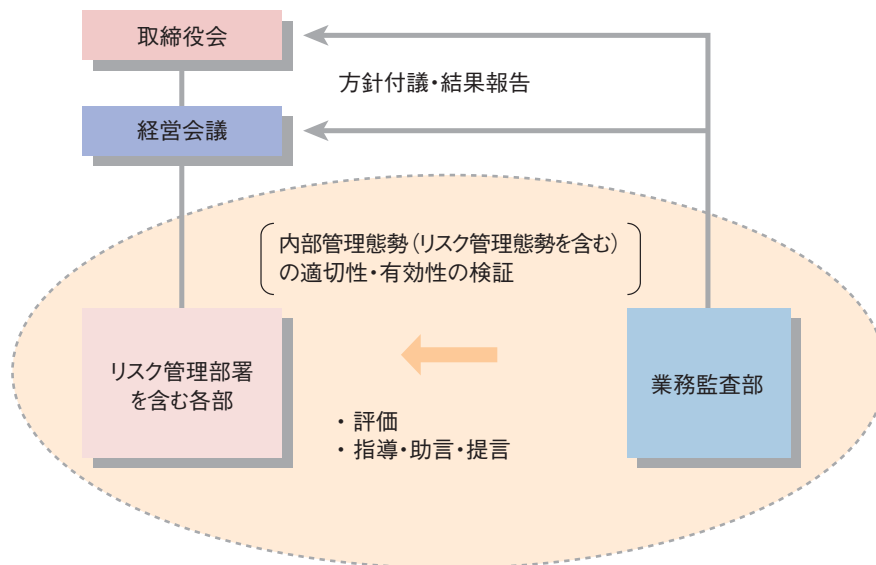 取締役会
方針付議・結果報告
経営会議
内部管理態勢（リスク管理態勢を含む）
の適切性・有効性の検証
リスク管理部署
を含む各部
業務監査部
・ 評価
・ 指導・助言・提言